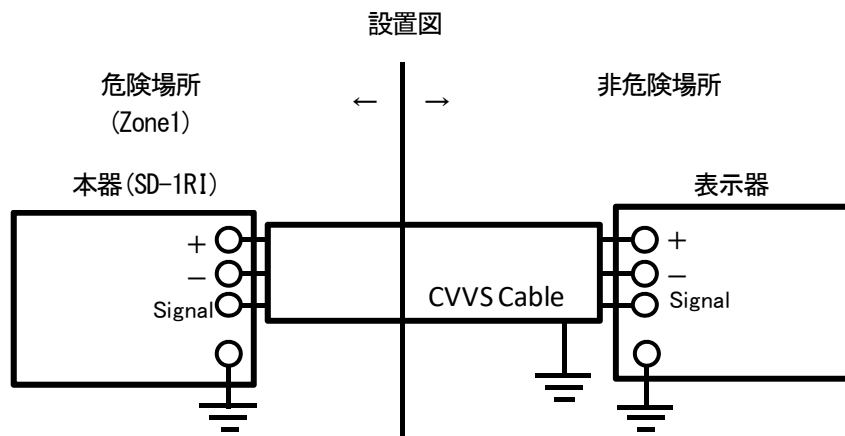 設置図
危険場所
(Zone1)
← →
非危険場所
本器(SD-1RI)
表示器
+
−
Signal
CVVS Cable
+
−
Signal